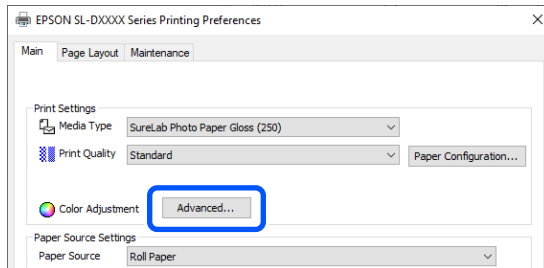 EPSON SL-DXXXX Series Printing Preferences
Main Page Layout Maintenance
Print Settings
Media Type SureLab Photo Paper Gloss (250)
Print Quality Standard Paper Configuration...
Color Adjustment Advanced...
Paper Source Settings
Paper Source Roll Paper